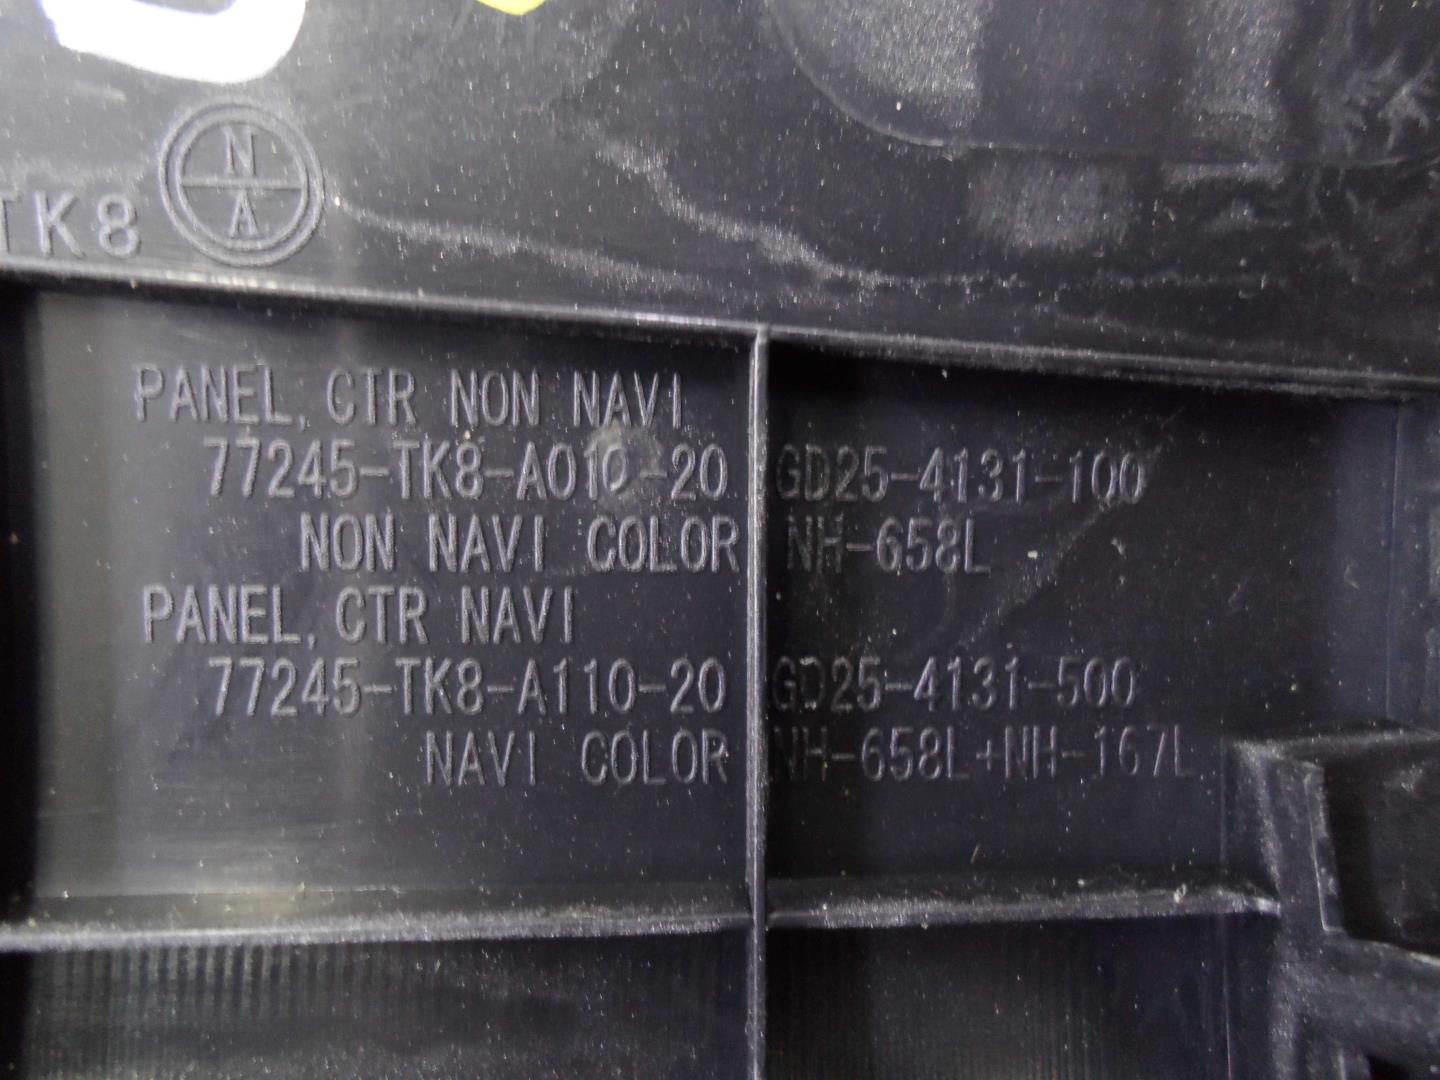 TK8
N
A
PANEL, CTR NON NAVI
77245-TK8-A010-20 GD25-4131-100
NON NAVI COLOR NH-658L
PANEL, CTR NAVI
77245-TK8-A110-20 GD25-4131-500
NAVI COLOR NH-658L+NH-167L